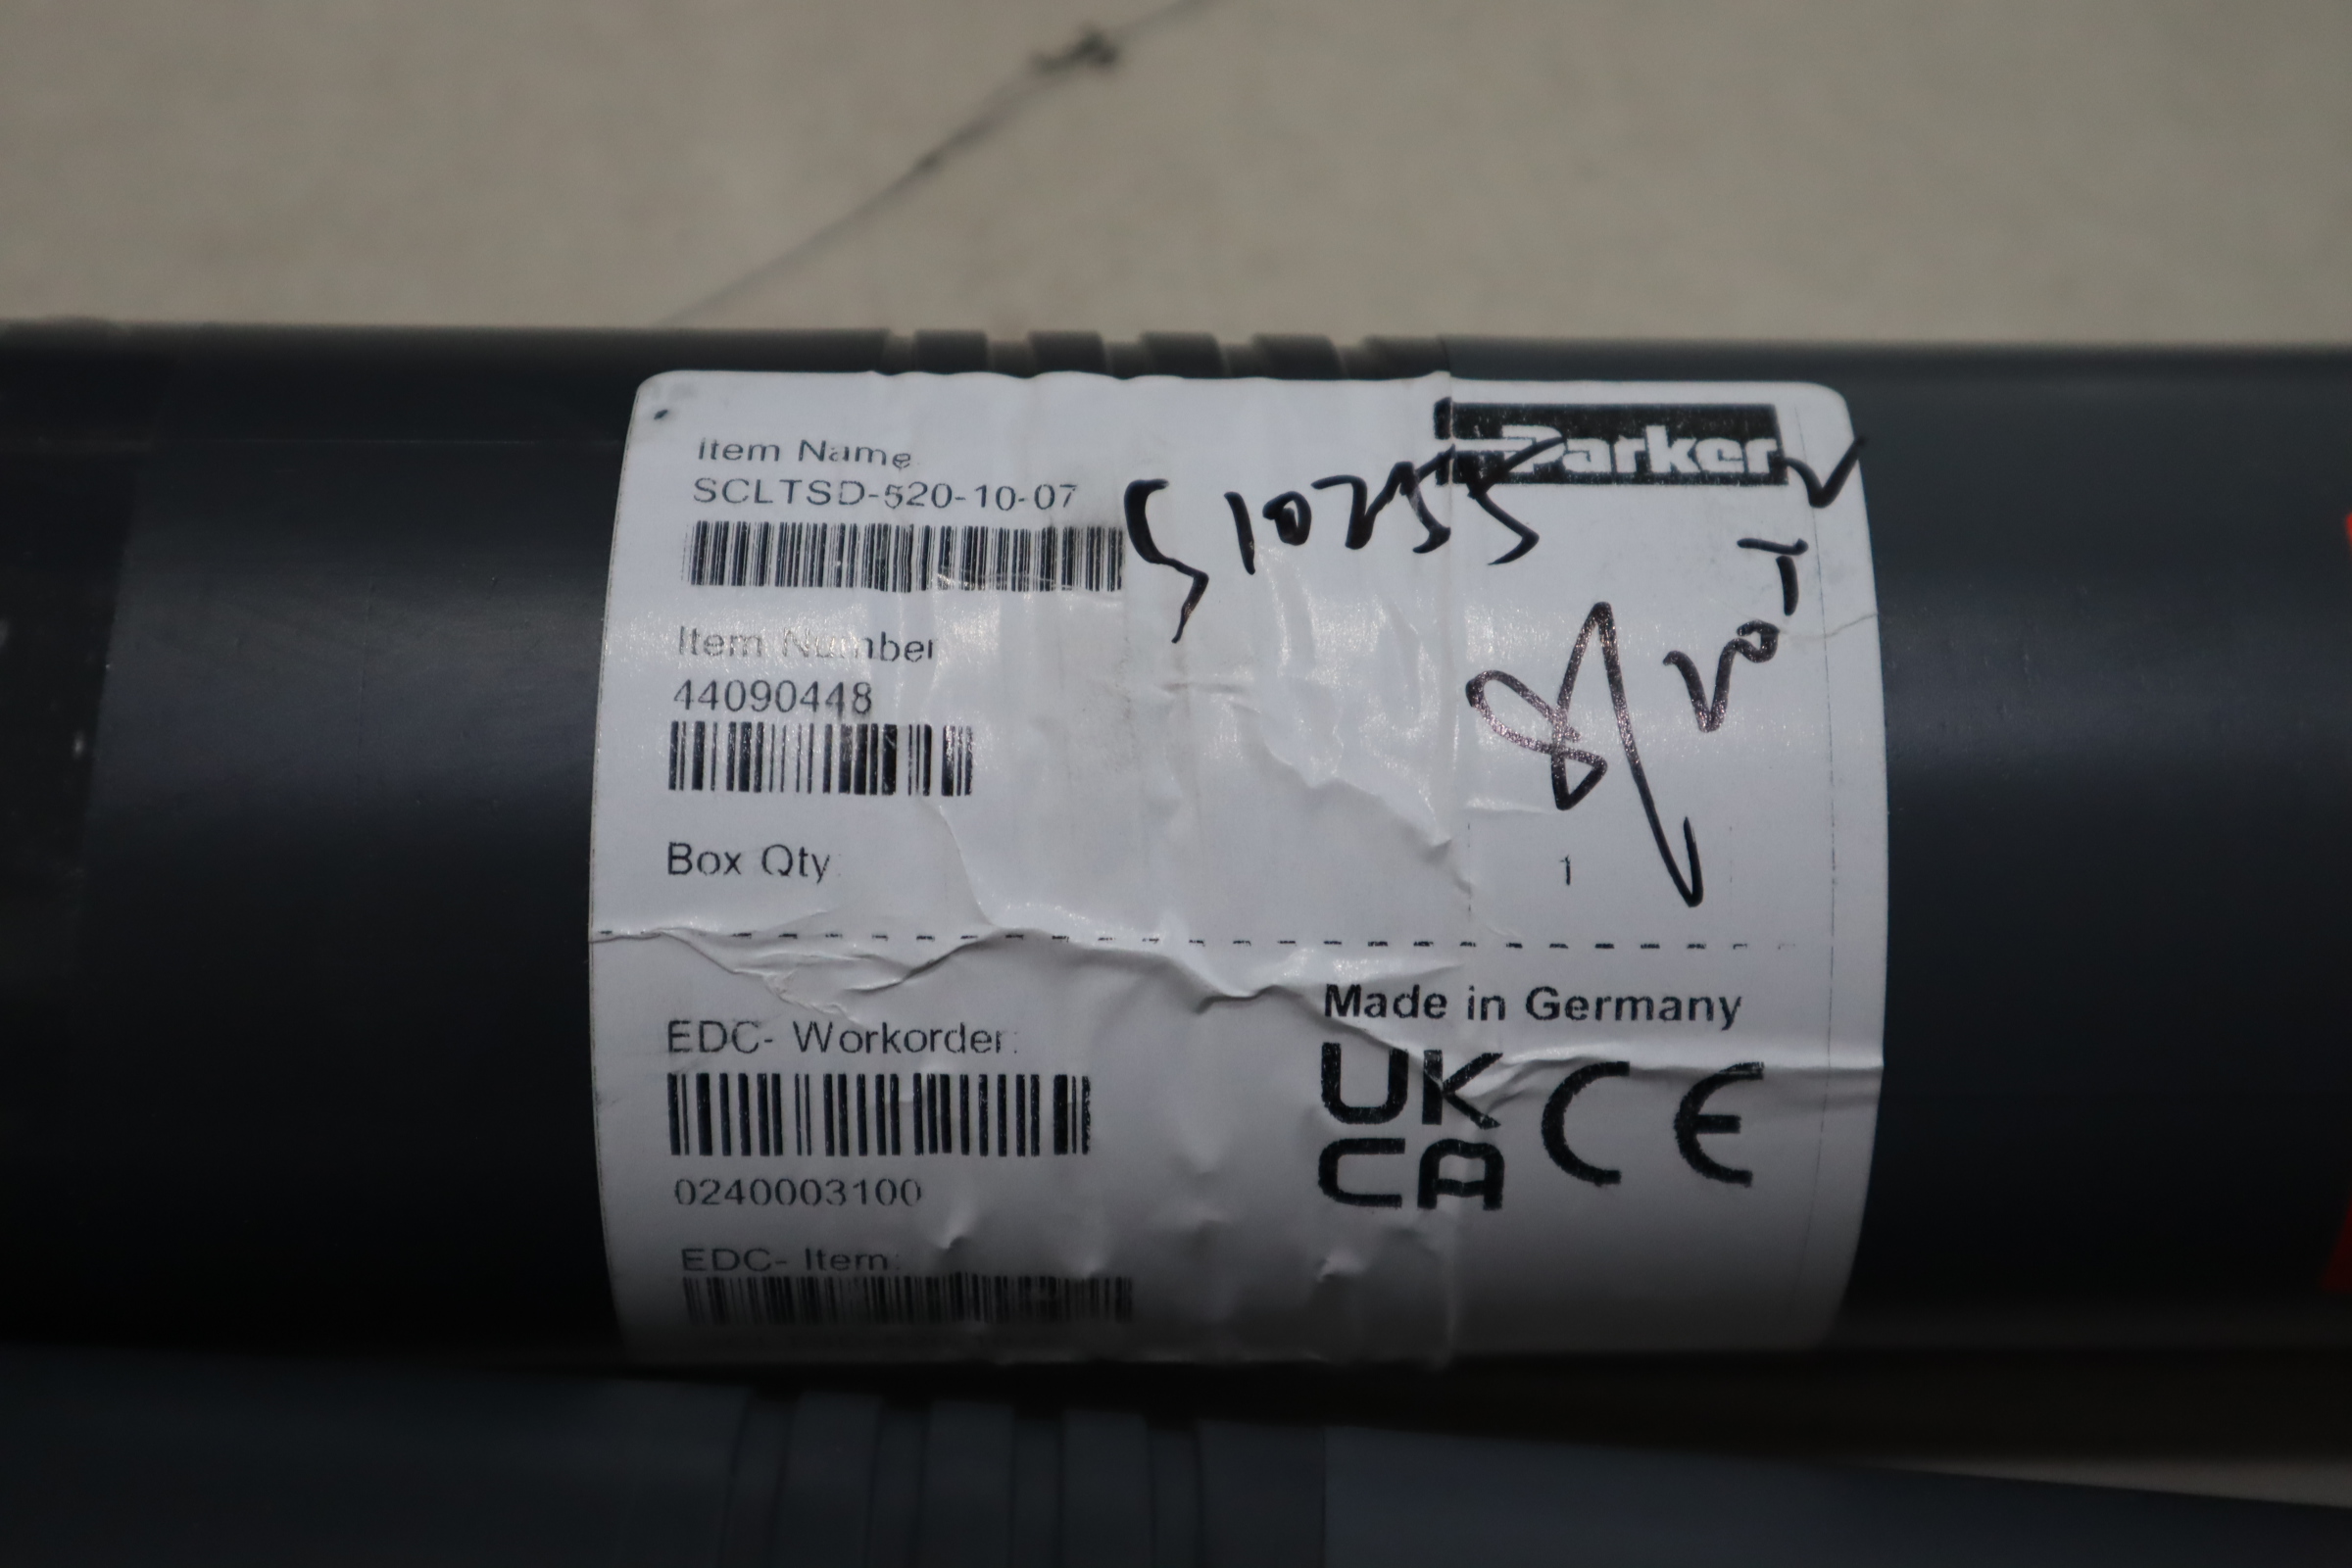 Parker
Item Name
SCLTSD-520-10-07
Item Number
44090448
Box Qty
1
Made in Germany
EDC- Workorder:
UK
CA
CE
0240003100
EDC- Item: